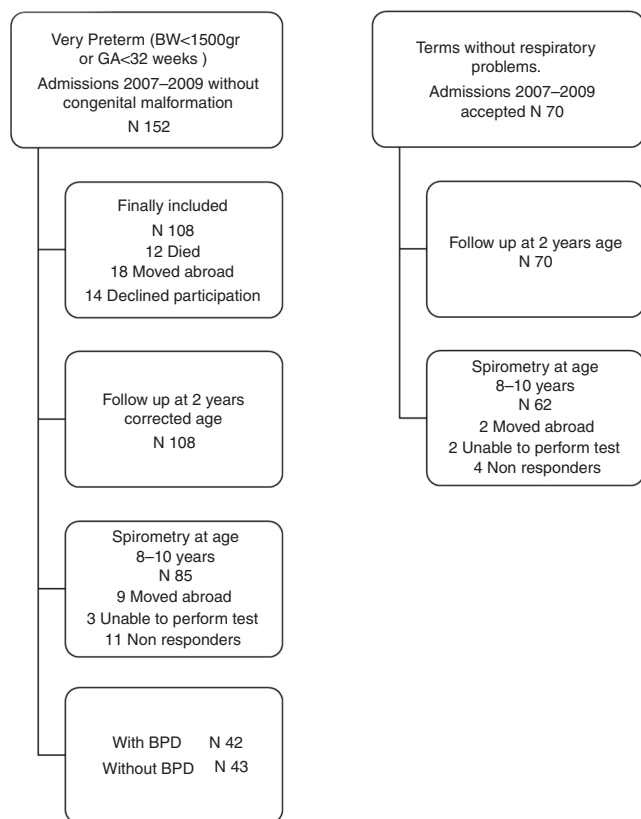 Very Preterm (BW<1500gr
or GA<32 weeks )
Admissions 2007–2009 without
congenital malformation
N 152
Finally included
N 108
12 Died
18 Moved abroad
14 Declined participation
Follow up at 2 years
corrected age
N 108
Spirometry at age
8–10 years
N 85
9 Moved abroad
3 Unable to perform test
11 Non responders
With BPD N 42
Without BPD N 43
Terms without respiratory
problems.
Admissions 2007–2009
accepted N 70
Follow up at 2 years age
N 70
Spirometry at age
8–10 years
N 62
2 Moved abroad
2 Unable to perform test
4 Non responders